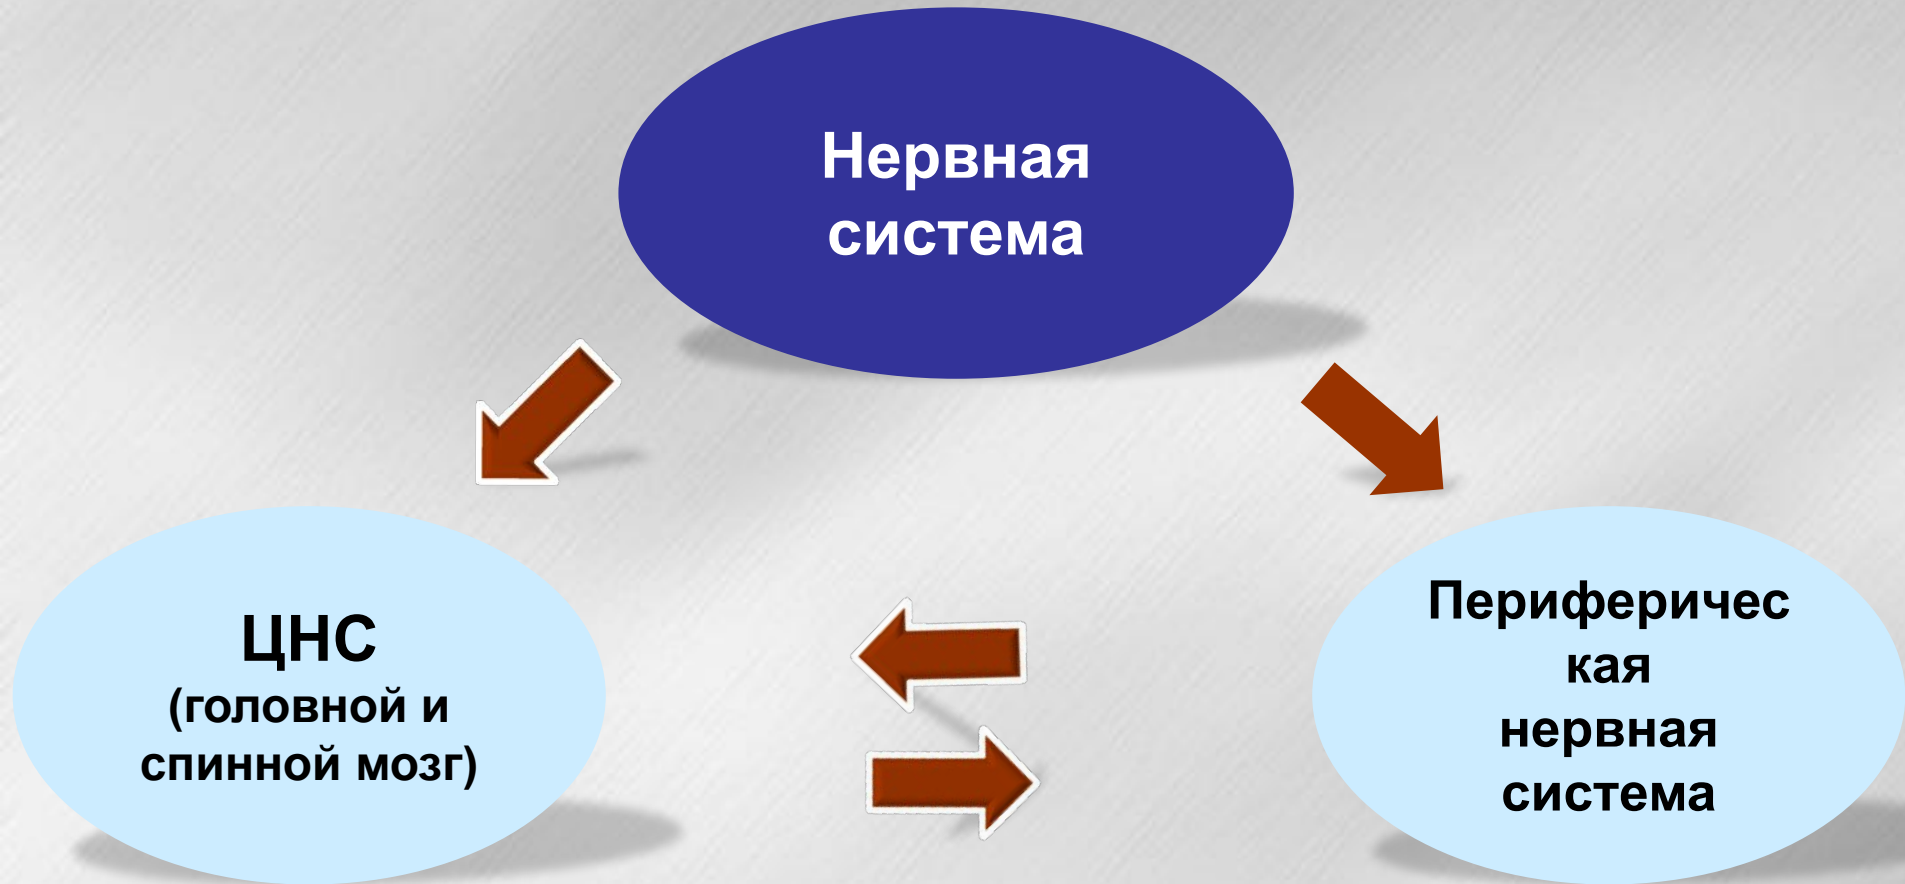 Нервная
система
ЦНС
(головной и
спинной мозг)
Периферичес
кая
нервная
система